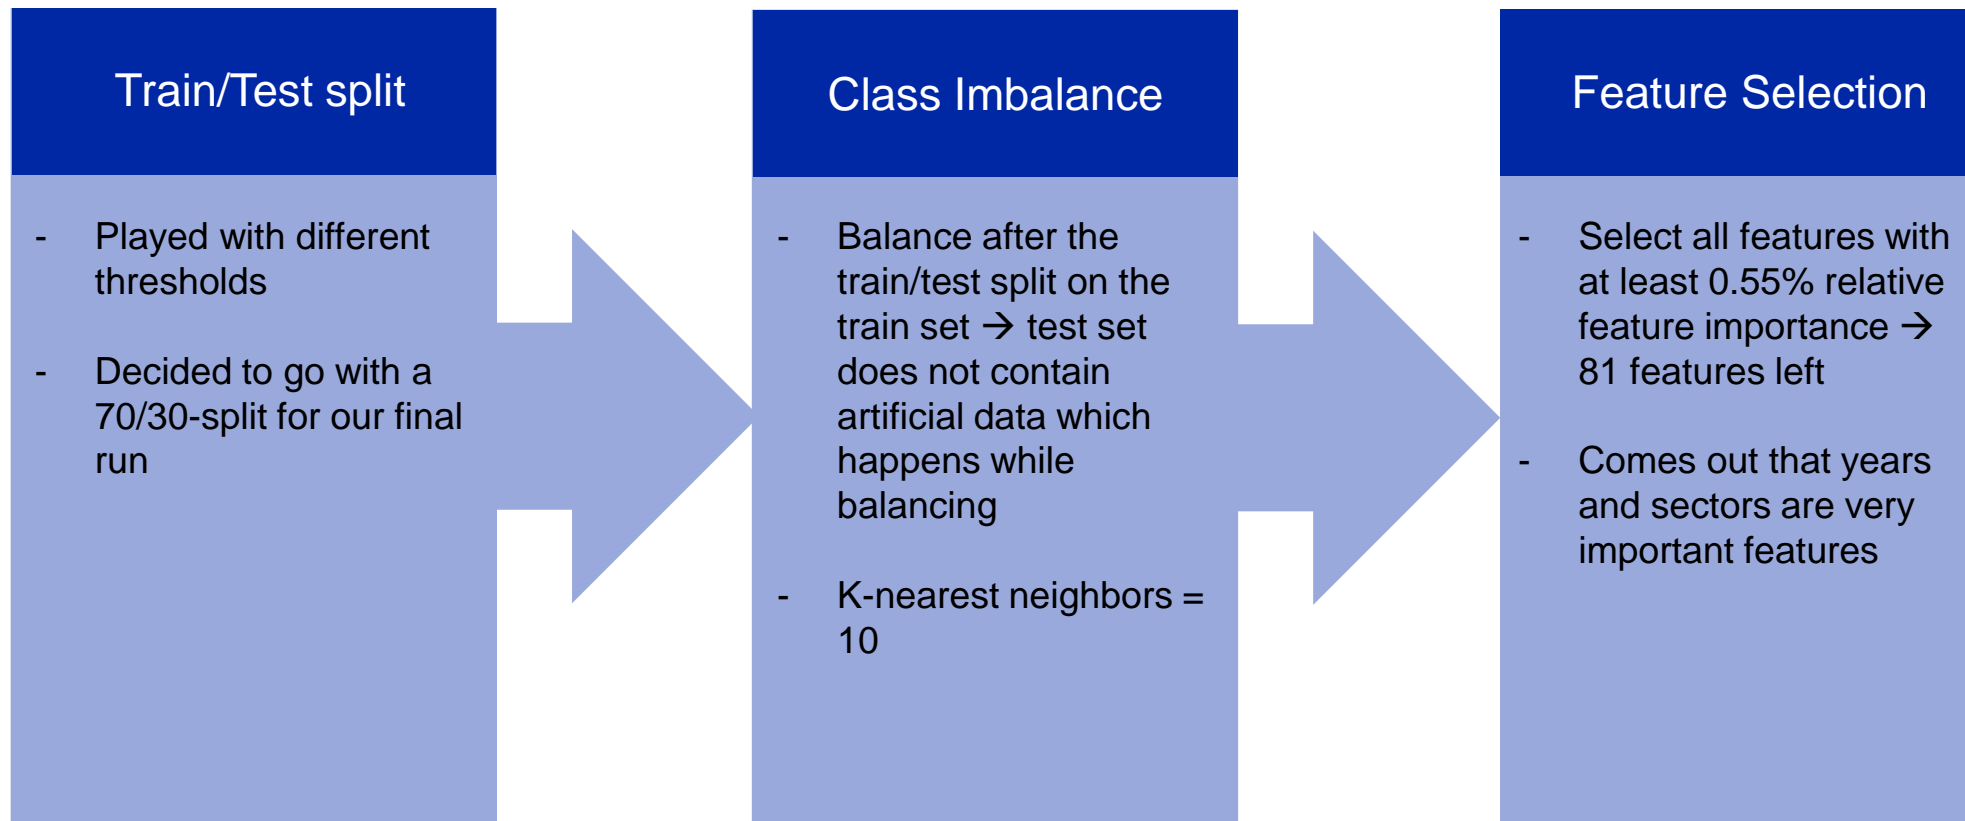 Train/Test split
- Played with different
thresholds
- Decided to go with a
70/30-split for our final
run
Class Imbalance
- Balance after the
train/test split on the
train set → test set
does not contain
artificial data which
happens while
balancing
- K-nearest neighbors =
10
Feature Selection
- Select all features with
at least 0.55% relative
feature importance →
81 features left
- Comes out that years
and sectors are very
important features